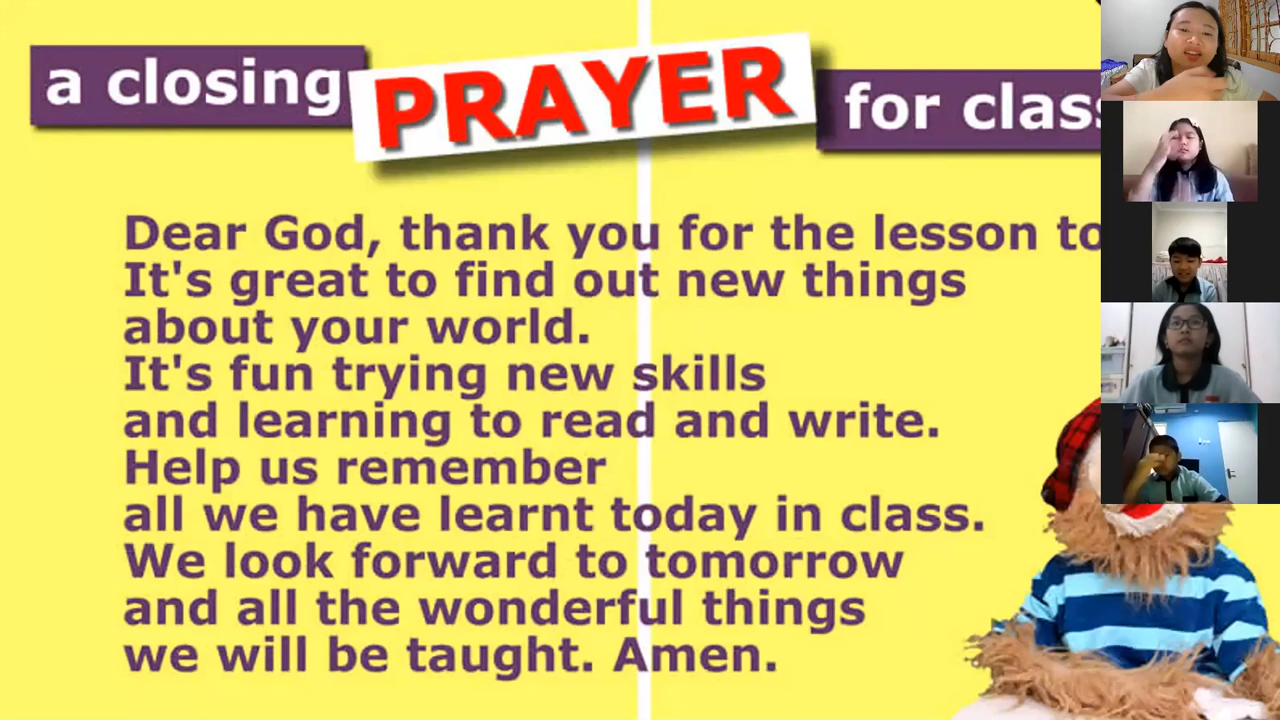 a closing PRAYER for class
Dear God, thank you for the lesson to
It's great to find out new things
about your world.
It's fun trying new skills
and learning to read and write.
Help us remember
all we have learnt today in class.
We look forward to tomorrow
and all the wonderful things
we will be taught. Amen.